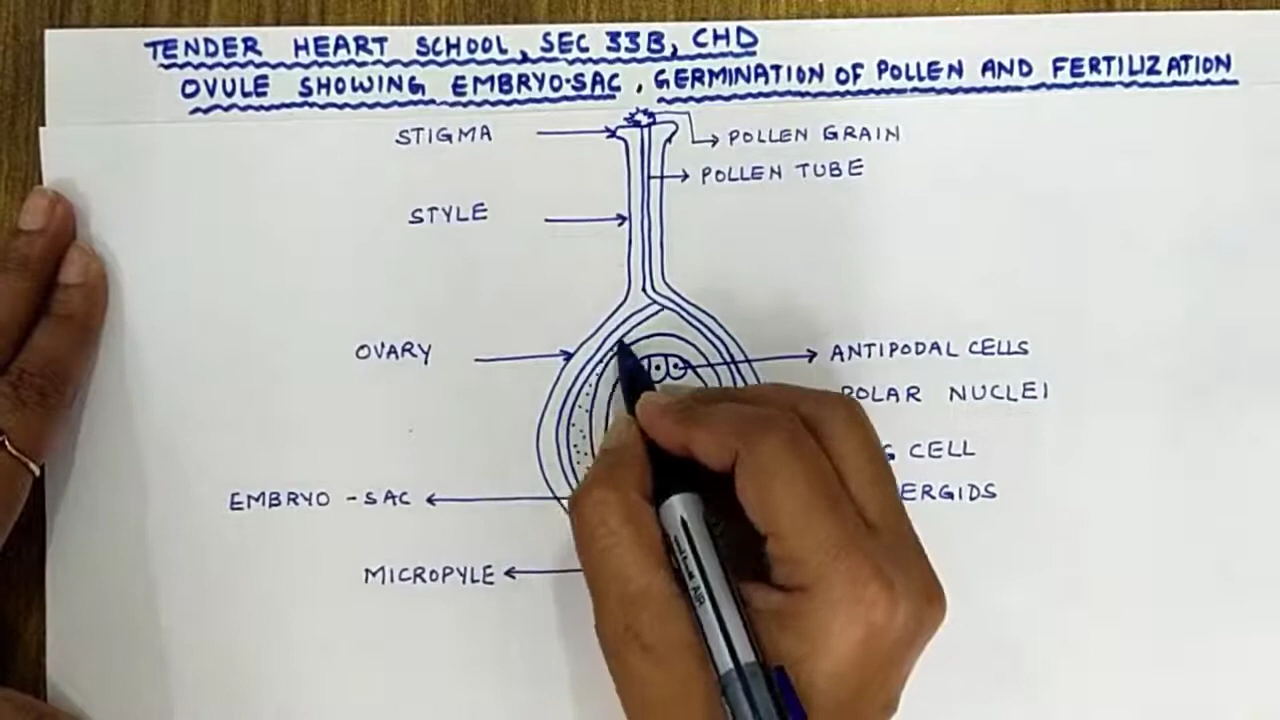 TENDER HEART SCHOOL, SEC 33B, CHD
OVULE SHOWING EMBRYO-SAC, GERMINATION OF POLLEN AND FERTILIZATION
STIGMA
POLLEN GRAIN
POLLEN TUBE
STYLE
OVARY
ANTIPODAL CELLS
POLAR NUCLEI
CELL
EMBRYO-SAC
MICROPYLE